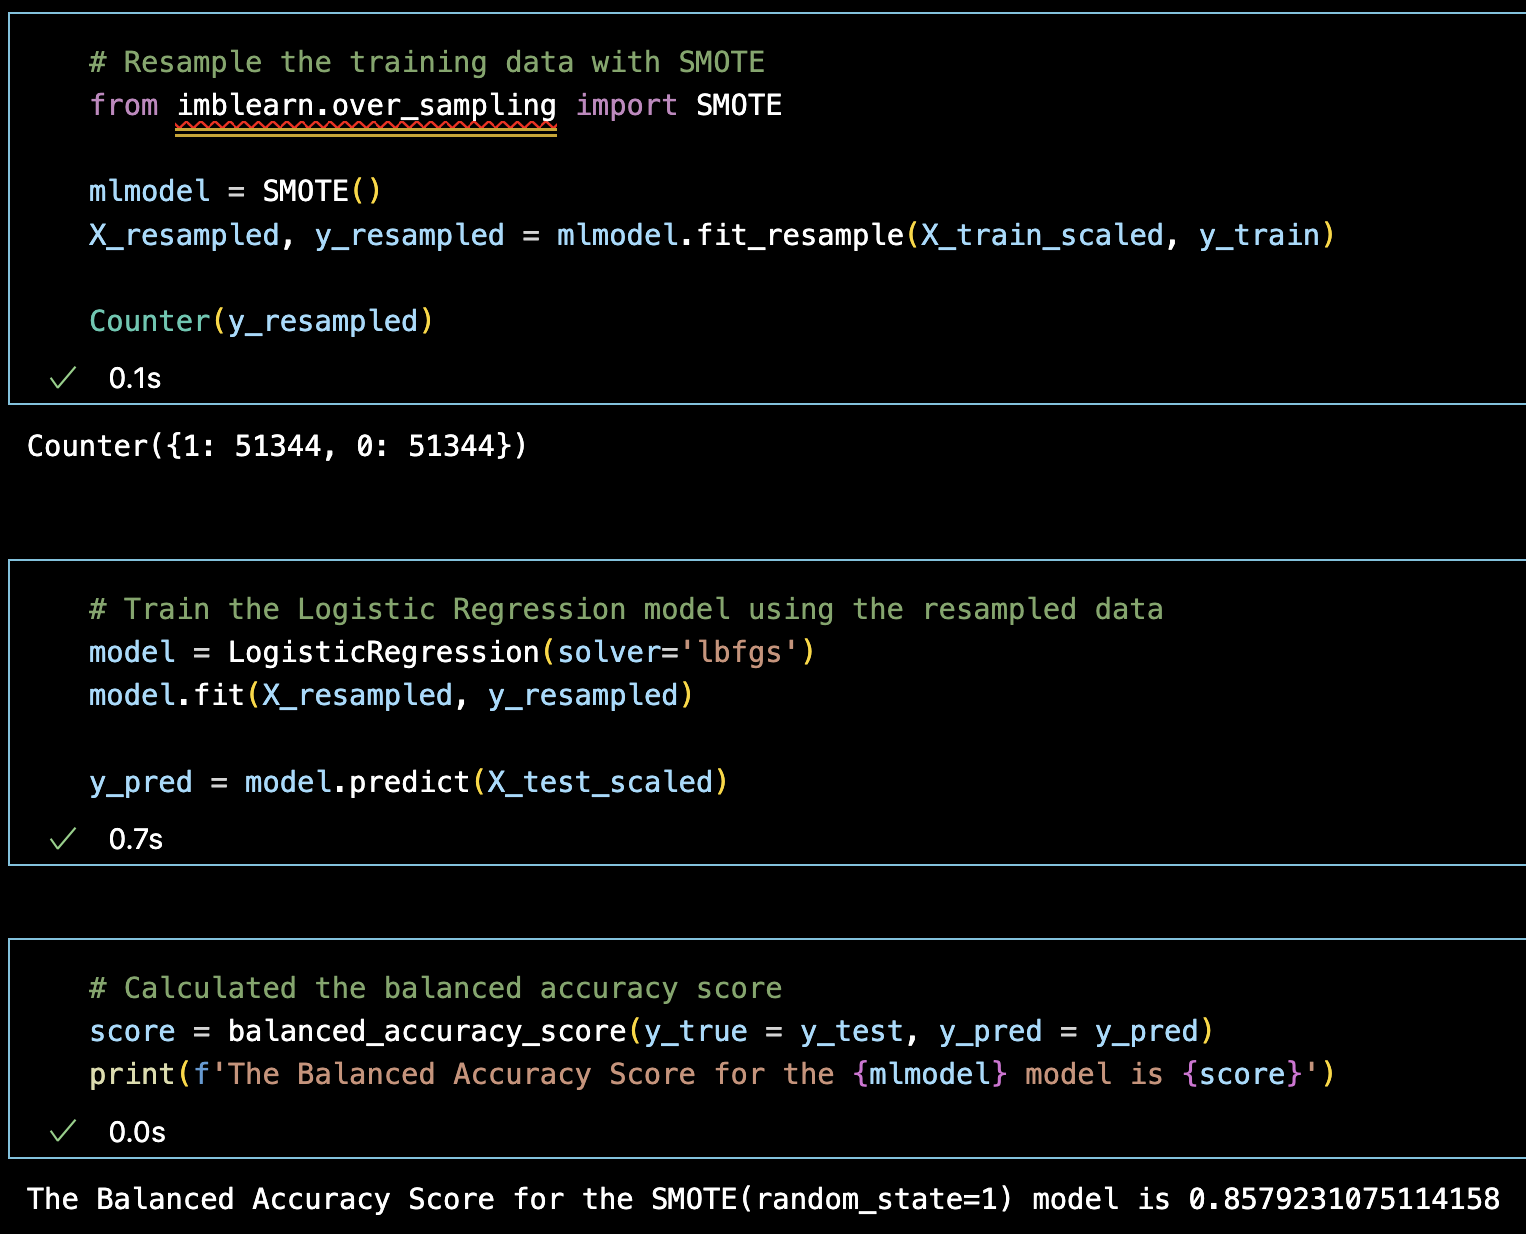 # Resample the training data with SMOTE
from imblearn.over_sampling import SMOTE
mlmodel = SMOTE()
X_resampled, y_resampled = mlmodel.fit_resample(X_train_scaled, y_train)
Counter(y_resampled)
0.1s
Counter({1: 51344, 0: 51344})
# Train the Logistic Regression model using the resampled data
model = LogisticRegression(solver='lbfgs')
model.fit(X_resampled, y_resampled)
y_pred = model.predict(X_test_scaled)
0.7s
# Calculated the balanced accuracy score
score = balanced_accuracy_score(y_true = y_test, y_pred = y_pred)
print(f'The Balanced Accuracy Score for the {mlmodel} model is {score}')
0.0s
The Balanced Accuracy Score for the SMOTE(random_state=1) model is 0.8579231075114158